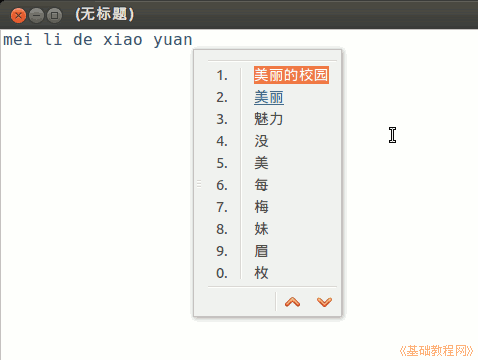 (无标题)
mei li de xiao yuan
1. 美丽的校园
2. 美丽
3. 魅力
4. 没
5. 美
6. 每
7. 梅
8. 妹
9. 眉
0. 枚
《基础教程网》